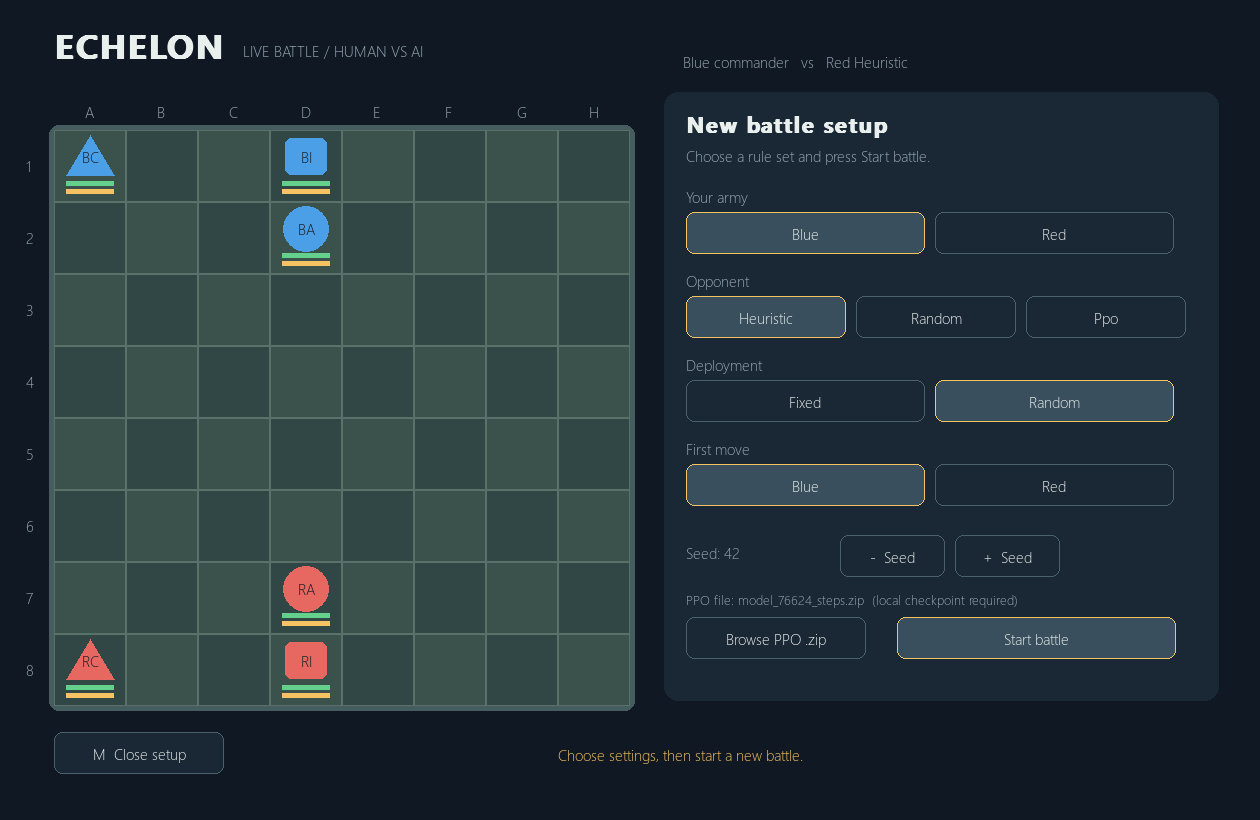 ECHELON LIVE BATTLE / HUMAN VS AI
Blue commander vs Red Heuristic
A B C D E F G H
1 BC BI
2 BA
3
4
5
6
7 RA
8 RC RI
New battle setup
Choose a rule set and press Start battle.
Your army
Blue Red
Opponent
Heuristic Random Ppo
Deployment
Fixed Random
First move
Blue Red
Seed: 42 - Seed + Seed
PPO file: model_76624_steps.zip (local checkpoint required)
Browse PPO .zip Start battle
M Close setup
Choose settings, then start a new battle.